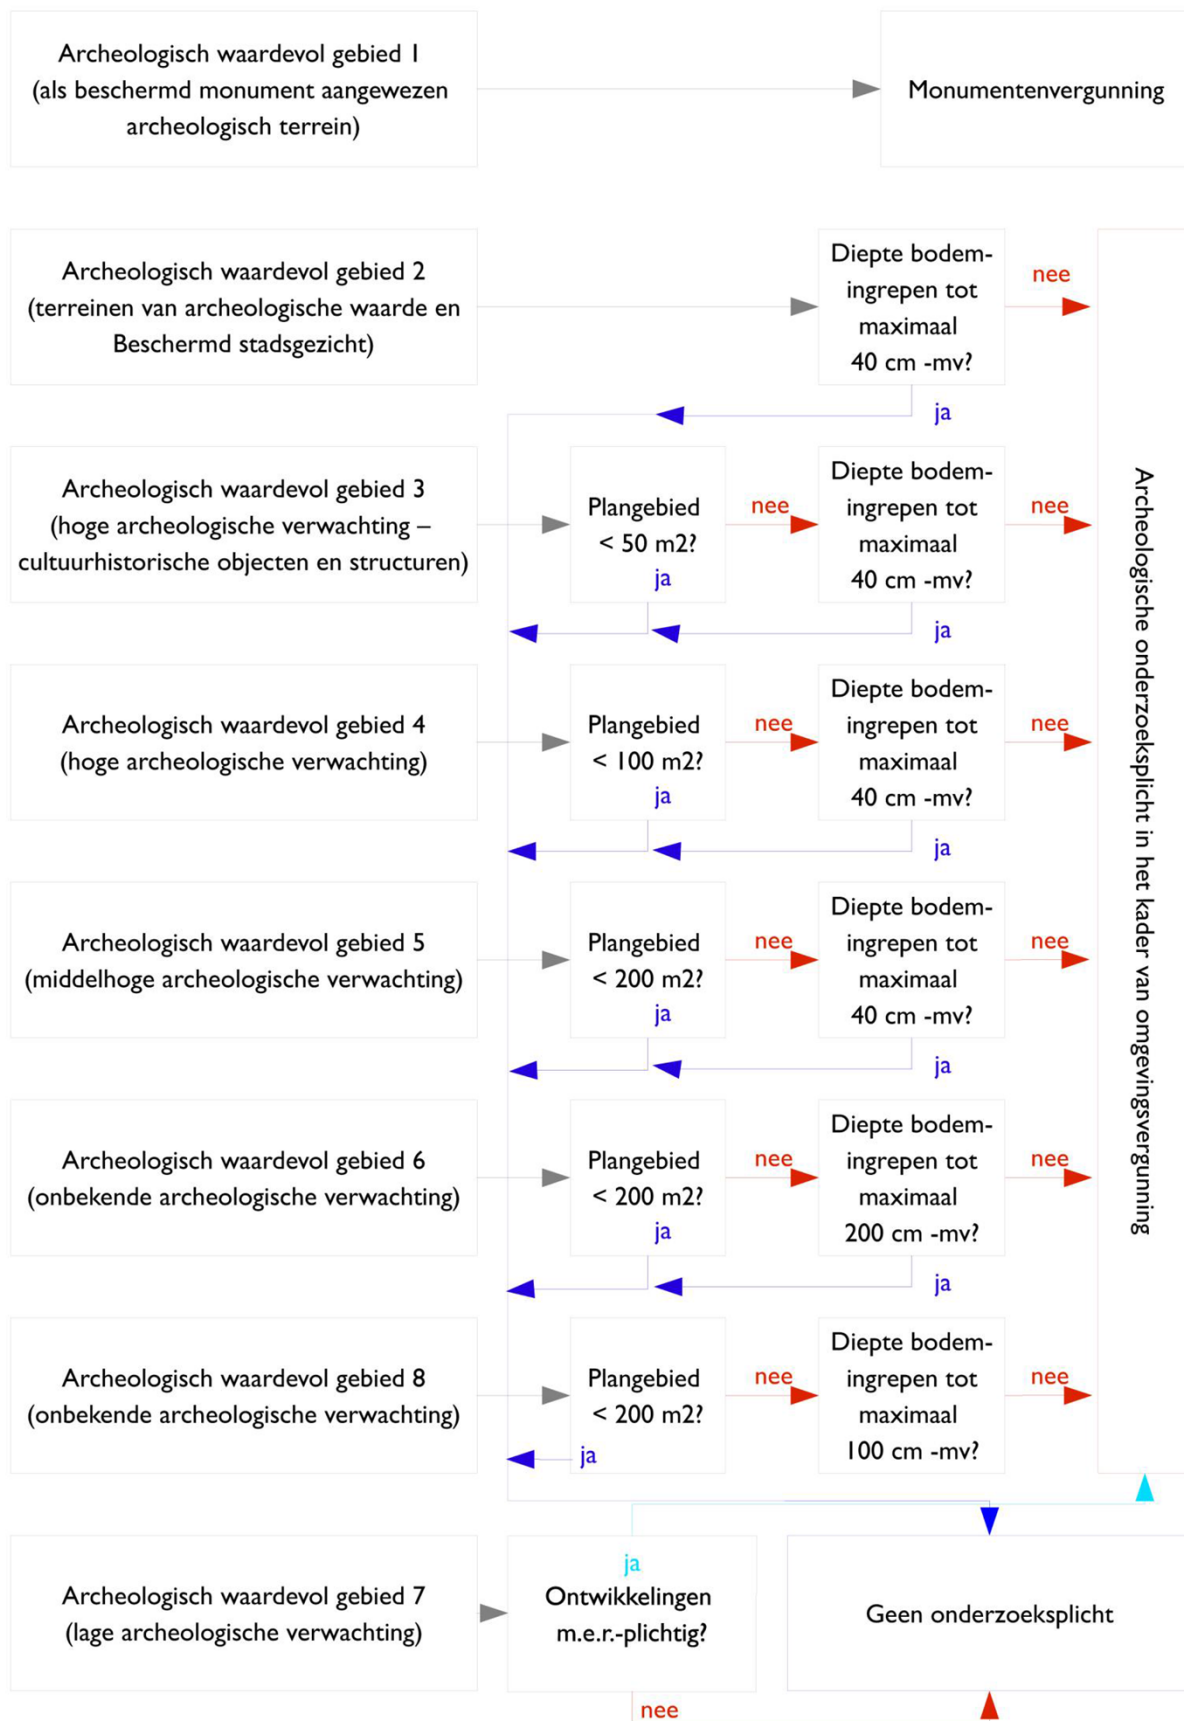 Archeologisch waardevol gebied 1
(als beschermd monument aangewezen
archeologisch terrein)
Monumentenvergunning
Archeologisch waardevol gebied 2
(terreinen van archeologische waarde en
Beschermd stadsgezicht)
Diepte bodem-
ingrepen tot
maximaal
40 cm -mv?
nee
ja
Archeologisch waardevol gebied 3
(hoge archeologische verwachting –
cultuurhistorische objecten en structuren)
Plangebied
< 50 m2?
ja
nee
Diepte bodem-
ingrepen tot
maximaal
40 cm -mv?
nee
ja
Archeologisch waardevol gebied 4
(hoge archeologische verwachting)
Plangebied
< 100 m2?
ja
nee
Diepte bodem-
ingrepen tot
maximaal
40 cm -mv?
nee
ja
Archeologisch waardevol gebied 5
(middelhoge archeologische verwachting)
Plangebied
< 200 m2?
ja
nee
Diepte bodem-
ingrepen tot
maximaal
40 cm -mv?
nee
ja
Archeologisch waardevol gebied 6
(onbekende archeologische verwachting)
Plangebied
< 200 m2?
ja
nee
Diepte bodem-
ingrepen tot
maximaal
200 cm -mv?
nee
ja
Archeologisch waardevol gebied 8
(onbekende archeologische verwachting)
Plangebied
< 200 m2?
ja
nee
Diepte bodem-
ingrepen tot
maximaal
100 cm -mv?
nee
Archeologische onderzoeksplicht in het kader van omgevingsvergunning
Archeologisch waardevol gebied 7
(lage archeologische verwachting)
ja
Ontwikkelingen
m.e.r.-plichtig?
nee
Geen onderzoeksplicht